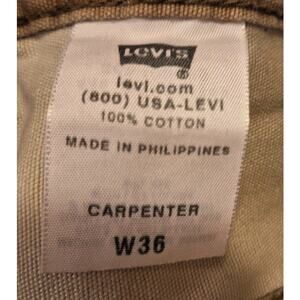 LEVI'S
®
levi.com
(800) USA-LEVI
100% COTTON
MADE IN PHILIPPINES
CARPENTER
W36